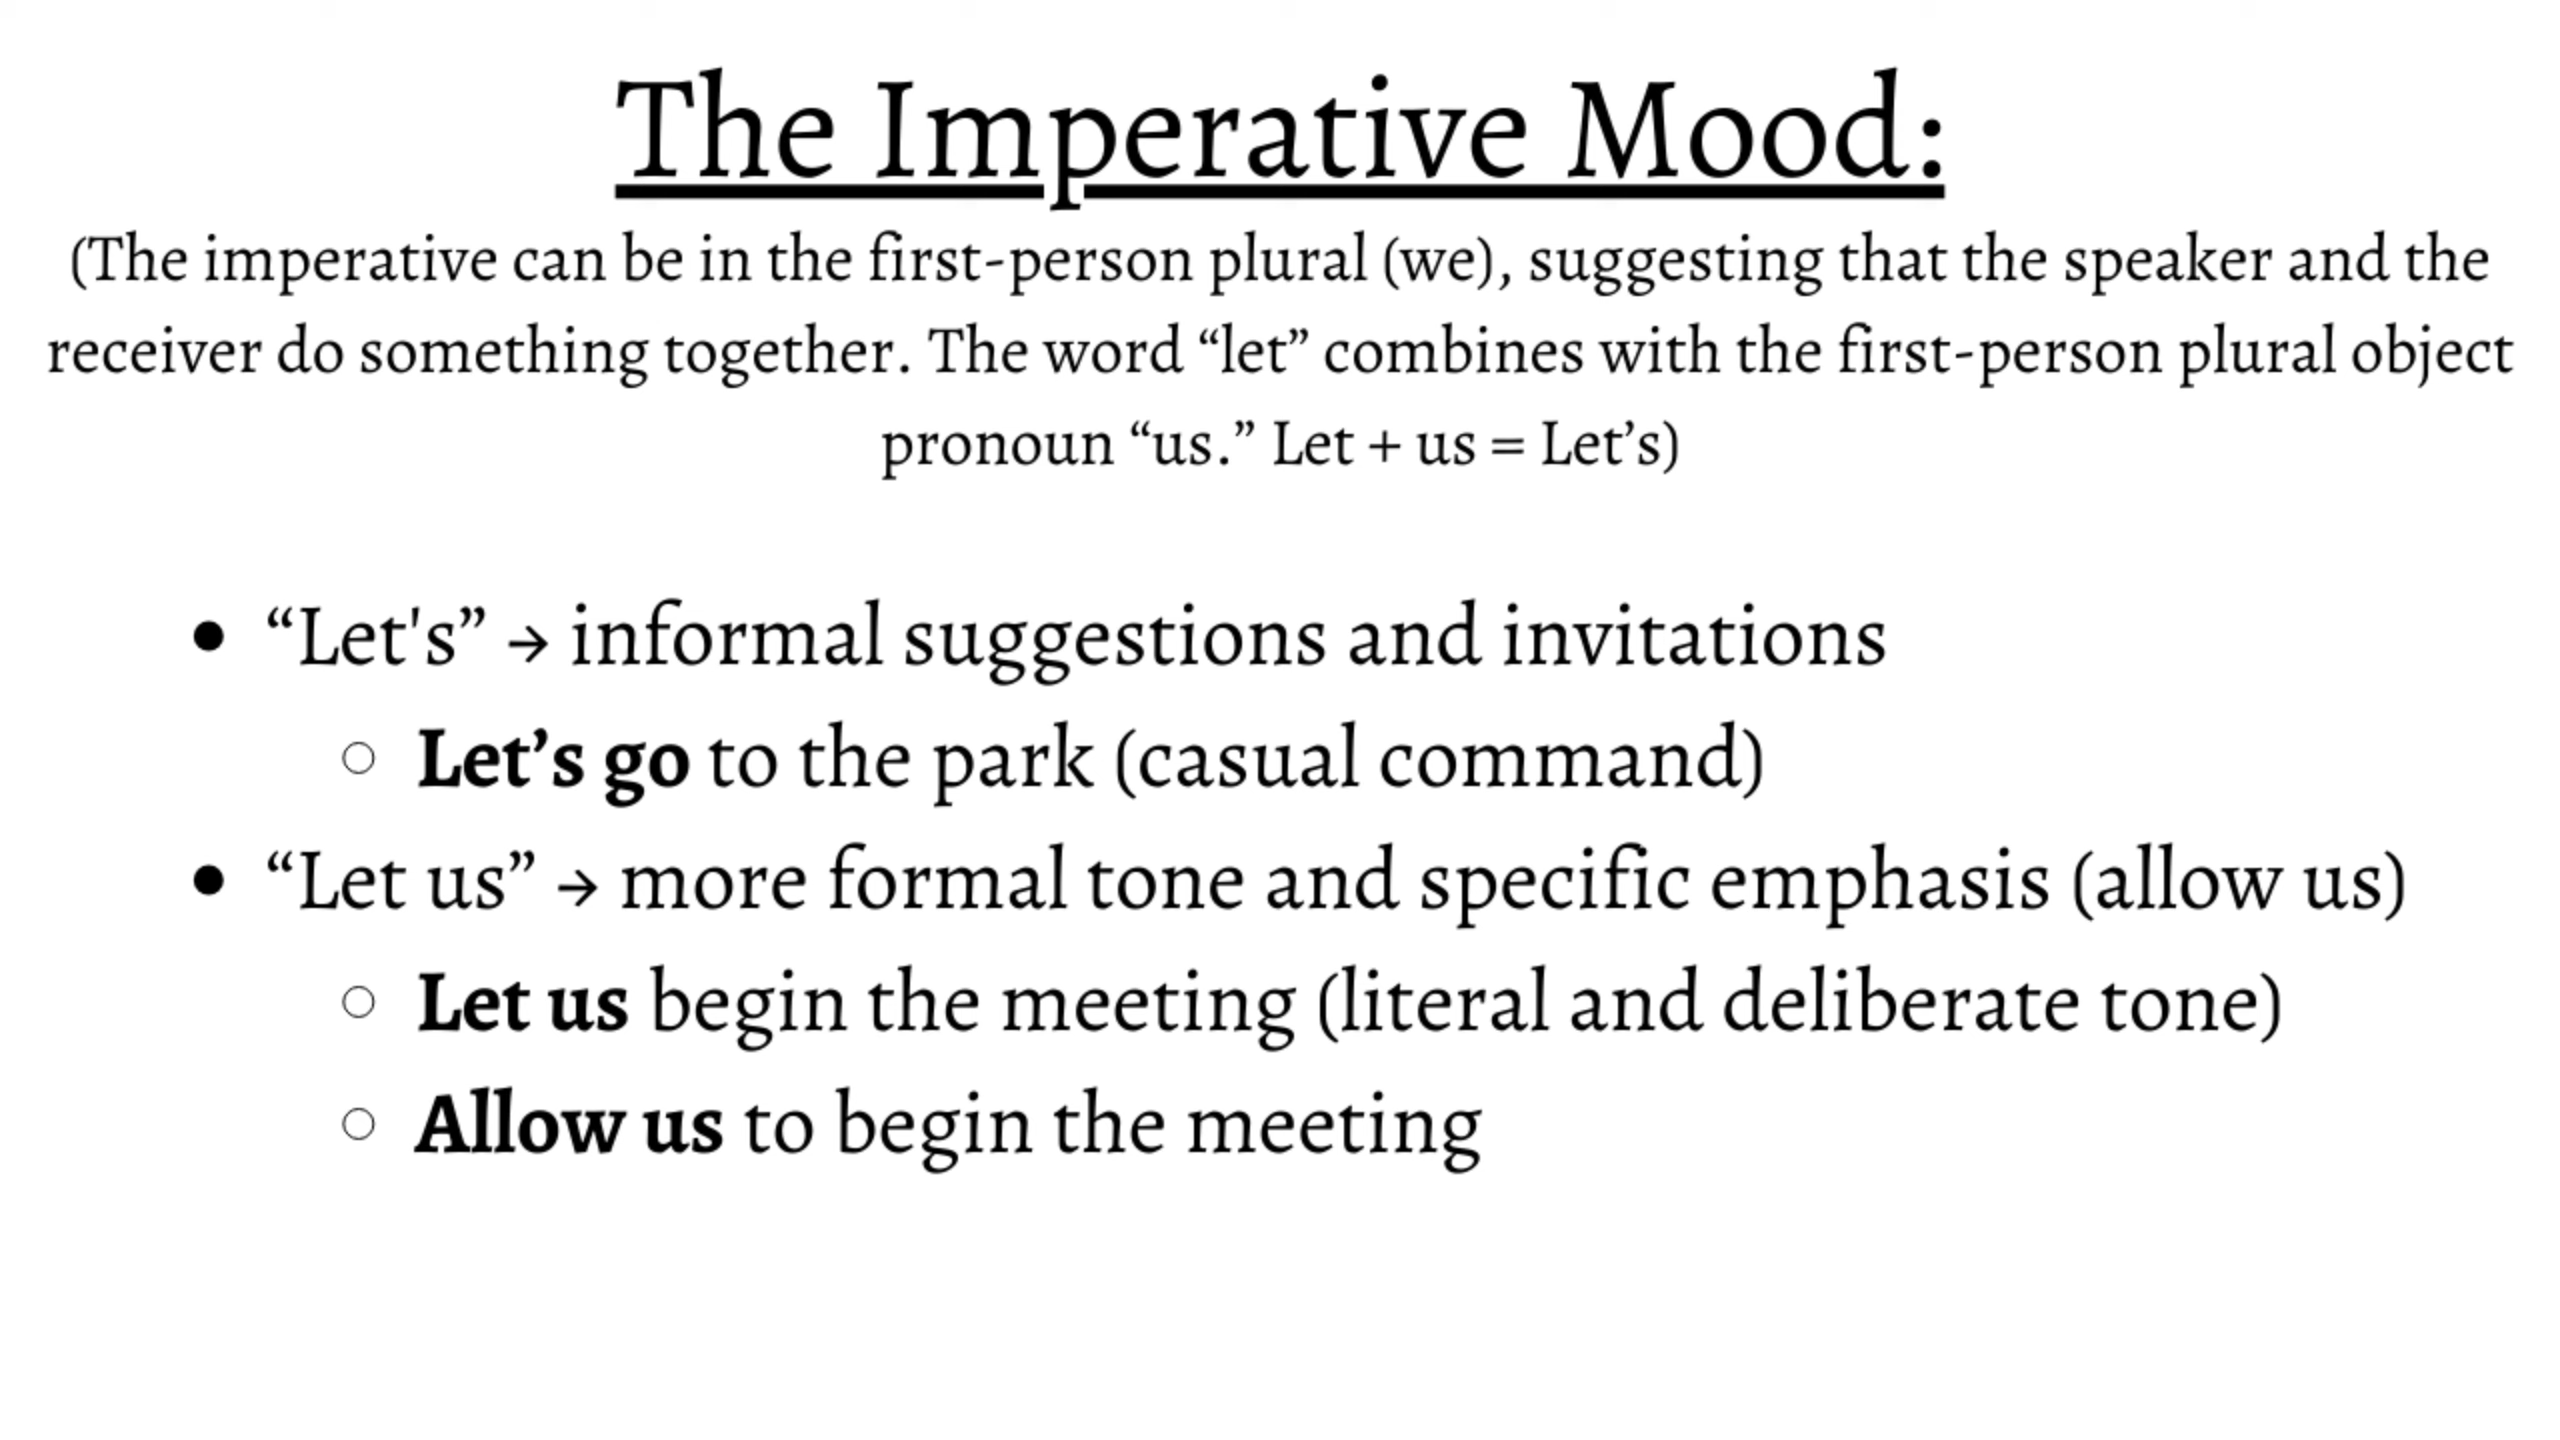 The Imperative Mood:
(The imperative can be in the first-person plural (we), suggesting that the speaker and the
receiver do something together. The word “let” combines with the first-person plural object
pronoun “us.” Let + us = Let’s)
• “Let's” → informal suggestions and invitations
○ Let’s go to the park (casual command)
• “Let us” → more formal tone and specific emphasis (allow us)
○ Let us begin the meeting (literal and deliberate tone)
○ Allow us to begin the meeting